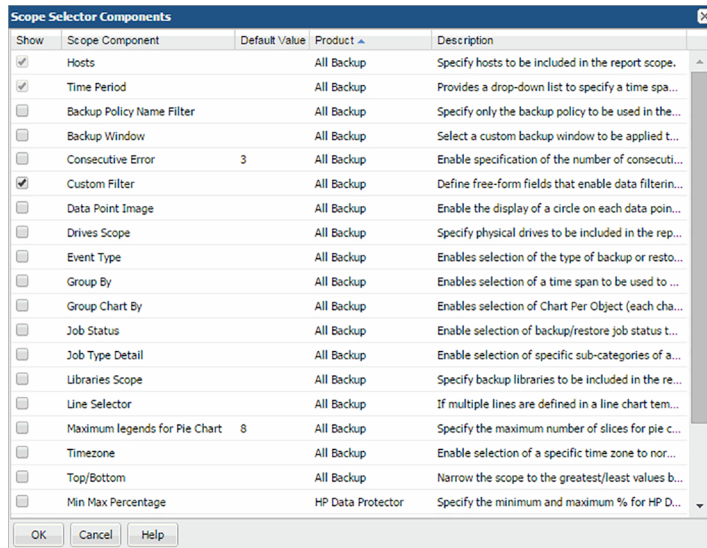 Scope Selector Components
Show Scope Component Default Value Product Description
Hosts All Backup Specify hosts to be included in the report scope.
Time Period All Backup Provides a drop-down list to specify a time spa...
Backup Policy Name Filter All Backup Specify only the backup policy to be used in the...
Backup Window All Backup Select a custom backup window to be applied t...
Consecutive Error 3 All Backup Enable specification of the number of consecuti...
Custom Filter All Backup Define free-form fields that enable data filterin...
Data Point Image All Backup Enable the display of a circle on each data poin...
Drives Scope All Backup Specify physical drives to be included in the rep...
Event Type All Backup Enables selection of the type of backup or resto...
Group By All Backup Enables selection of a time span to be used to ...
Group Chart By All Backup Enables selection of Chart Per Object (each cha...
Job Status All Backup Enable selection of backup/restore job status t...
Job Type Detail All Backup Enable selection of specific sub-categories of a...
Libraries Scope All Backup Specify backup libraries to be included in the re...
Line Selector All Backup If multiple lines are defined in a line chart tem...
Maximum legends for Pie Chart 8 All Backup Specify the maximum number of slices for pie c...
Timezone All Backup Enable selection of a specific time zone to nor...
Top/Bottom All Backup Narrow the scope to the greatest/least values b...
Min Max Percentage HP Data Protector Specify the minimum and maximum % for HP D...
OK Cancel Help